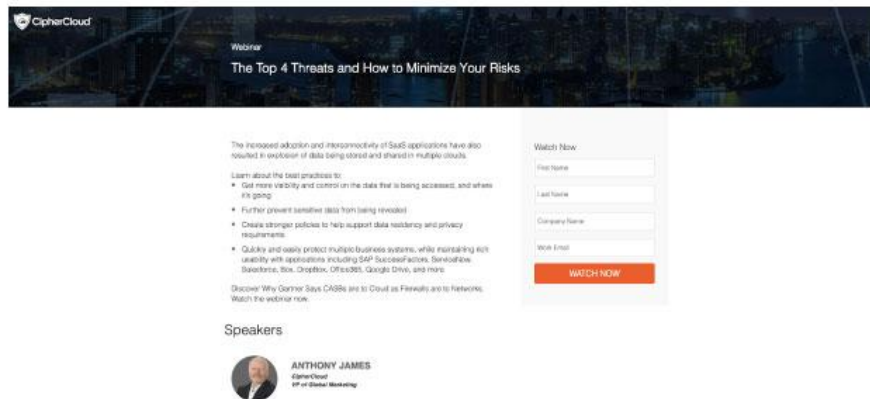 CipherCloud
Webinar
The Top 4 Threats and How to Minimize Your Risks
The increased adoption and interconnectivity of SaaS applications have also
resulted in explosion of data being stored and shared in multiple clouds.
Learn about the best practices to:
Get more visibility and control on the data that is being accessed, and where
it's going
Further prevent sensitive data from being revealed
Create stronger policies to help support data residency and privacy
requirements
Quickly and easily protect multiple business systems, while maintaining rich
usability with applications including SAP SuccessFactors, ServiceNow,
Salesforce, Box, DropBox, Office365, Google Drive, and more
Discover Why Gartner Says CASBs are to Cloud as Firewalls are to Networks.
Watch the webinar now.
Watch Now
First Name
Last Name
Company Name
Work Email
WATCH NOW
Speakers
ANTHONY JAMES
CipherCloud
VP of Global Marketing